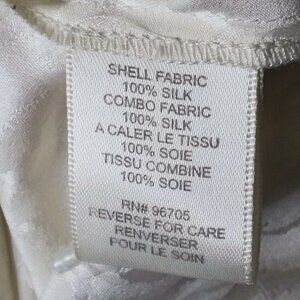 SHELL FABRIC
100% SILK
COMBO FABRIC
100% SILK
A CALER LE TISSU
100% SOIE
TISSU COMBINE
100% SOIE
RN# 96705
REVERSE FOR CARE
RENVERSER
POUR LE SOIN